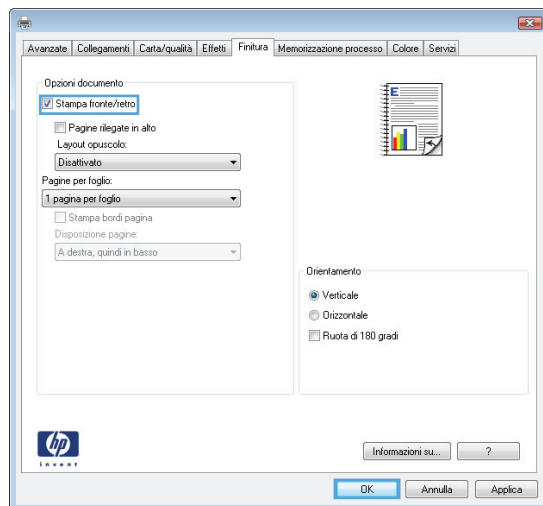 Avanzate Collegamenti Carta/qualità Effetti Finitura Memorizzazione processo Colore Servizi
Opzioni documento
Stampa fronte/retro
Pagine rilegate in alto
Layout opuscolo:
Disattivato
Pagine per foglio:
1 pagina per foglio
Stampa bordi pagina
Disposizione pagine:
A destra, quindi in basso
E
Orientamento
Verticale
Orizzontale
Ruota di 180 gradi
hp
invent
Informazioni su... ?
OK Annulla Applica